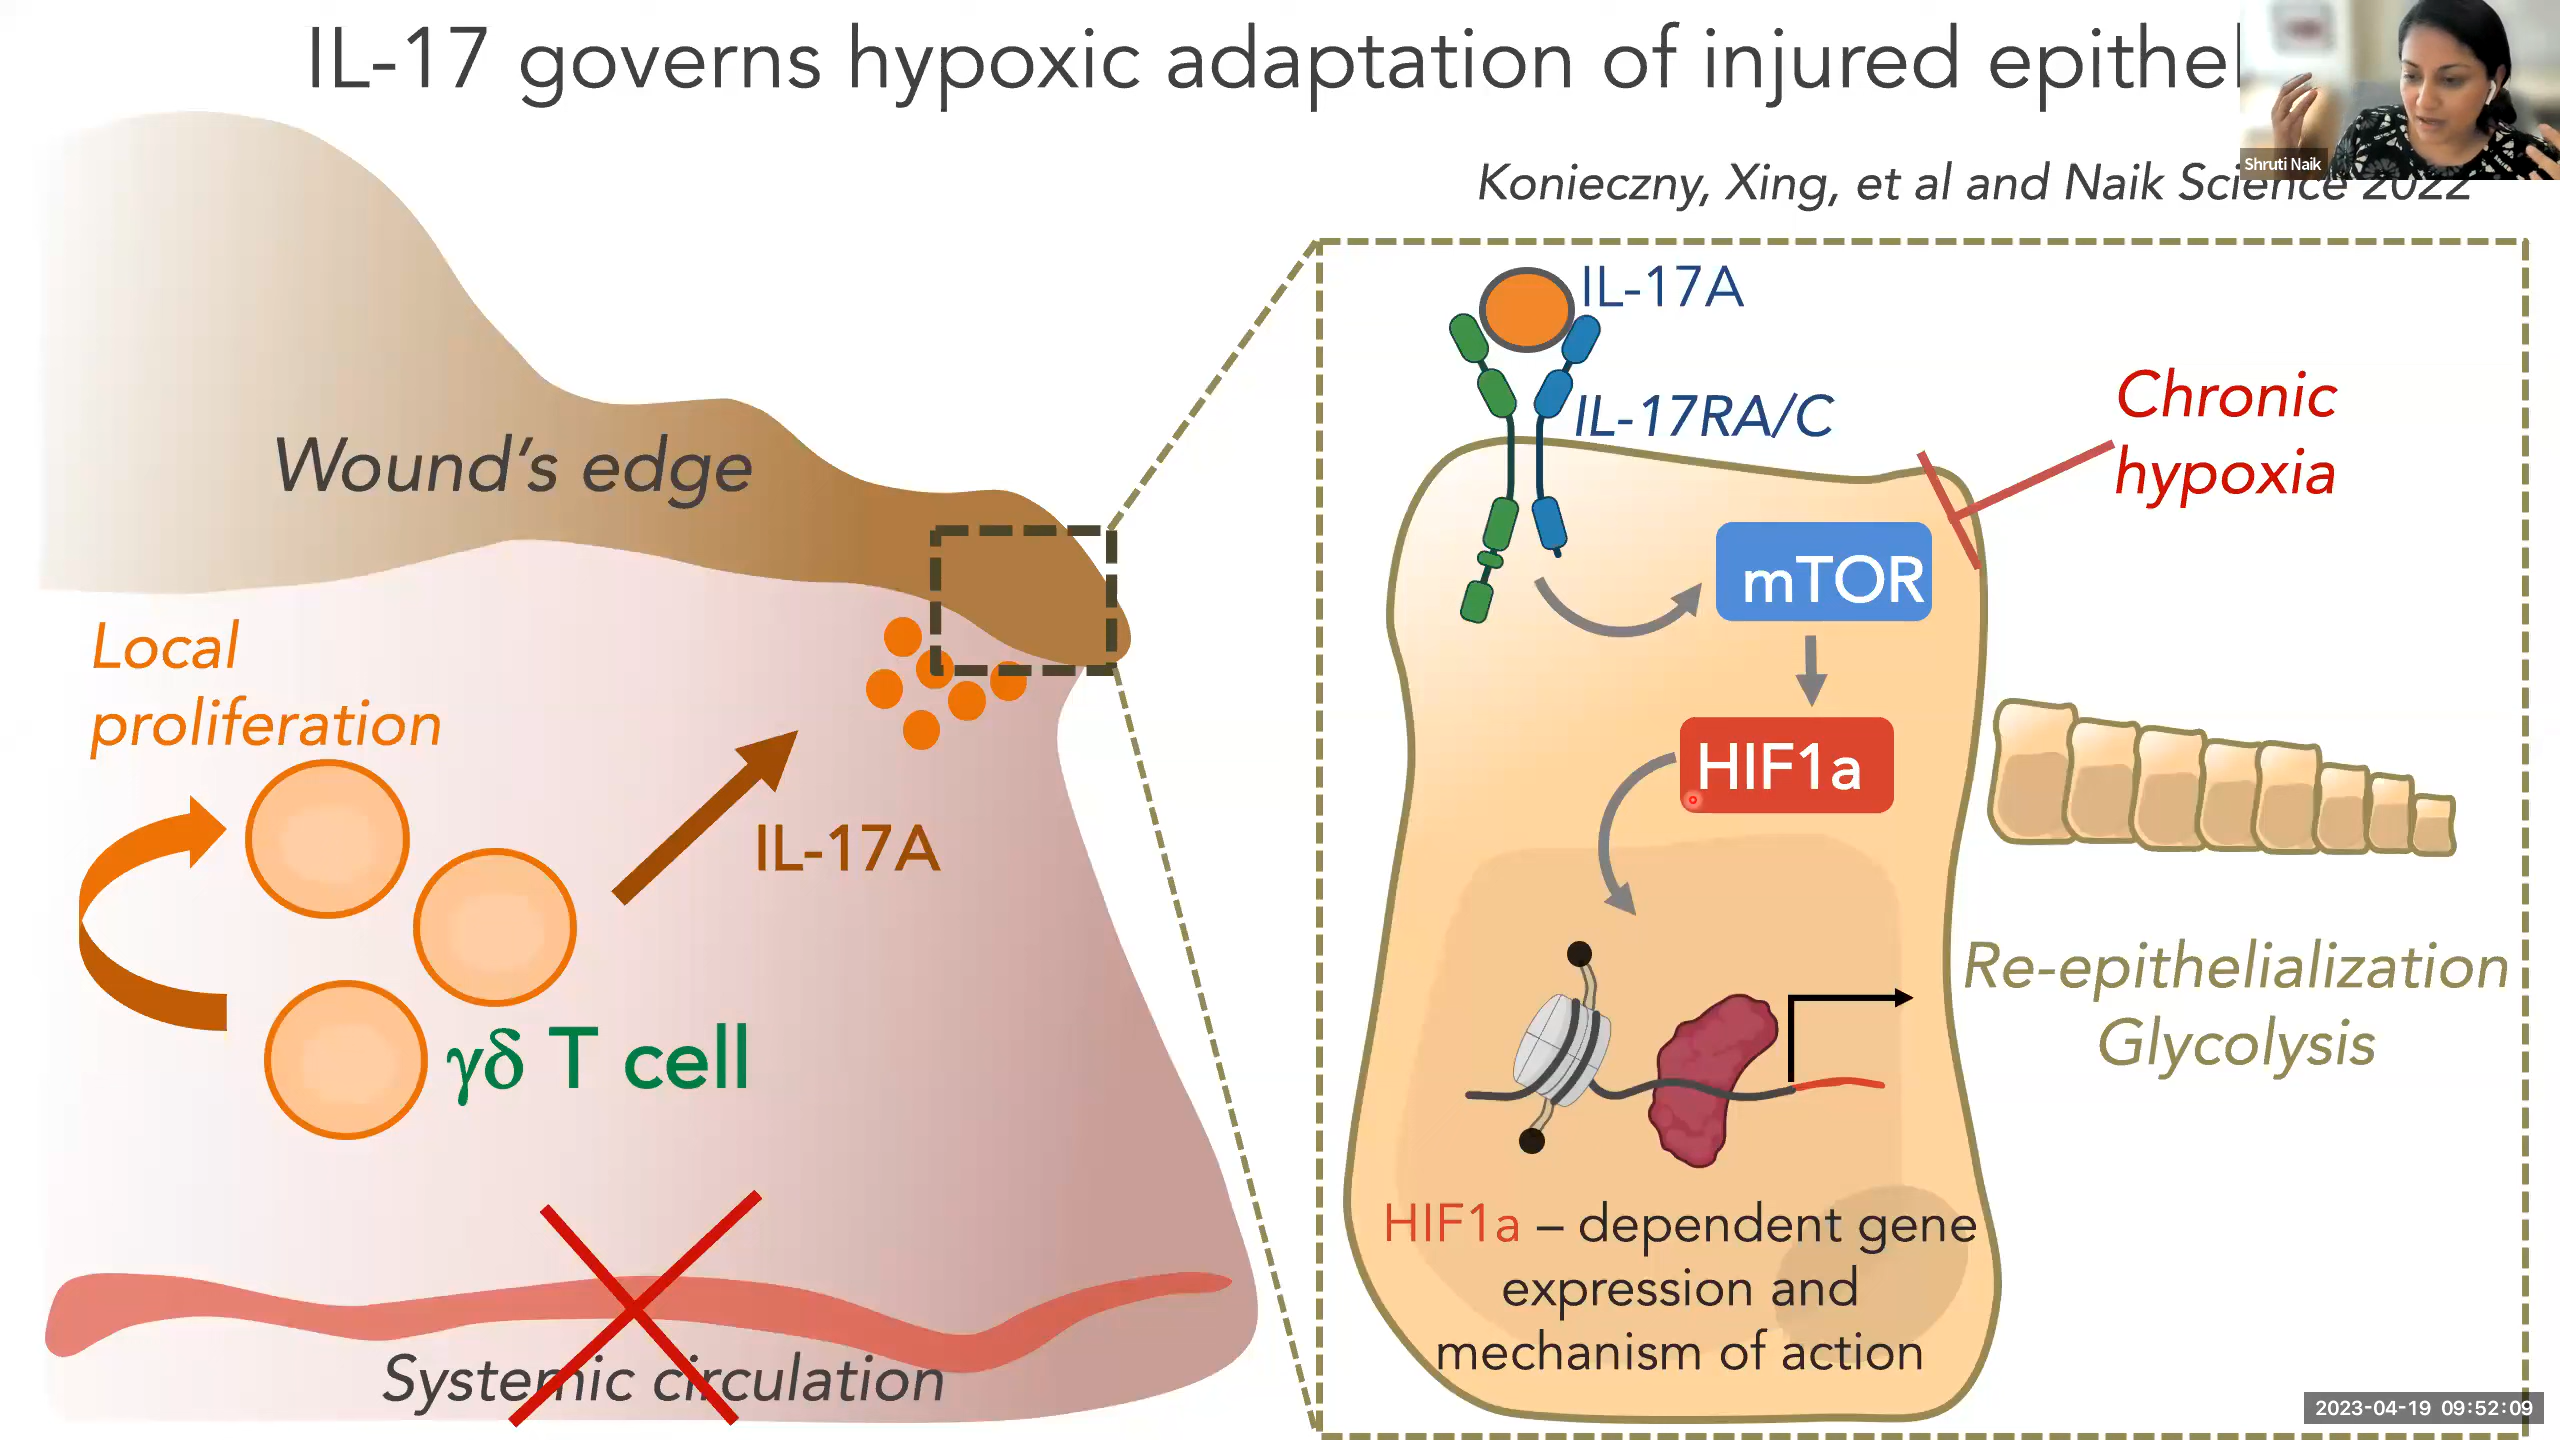 IL-17 governs hypoxic adaptation of injured
Shruti Naik
Konieczny, Xing, et al and Naik Science 2022
Wound's edge
Local
proliferation
IL-17A
γδ T cell
Systemic circulation
IL-17A
IL-17RA/C
Chronic
hypoxia
mTOR
HIF1a
Re-epithelialization
Glycolysis
HIF1a – dependent gene
expression and
mechanism of action
2023-04-19 09:52:09